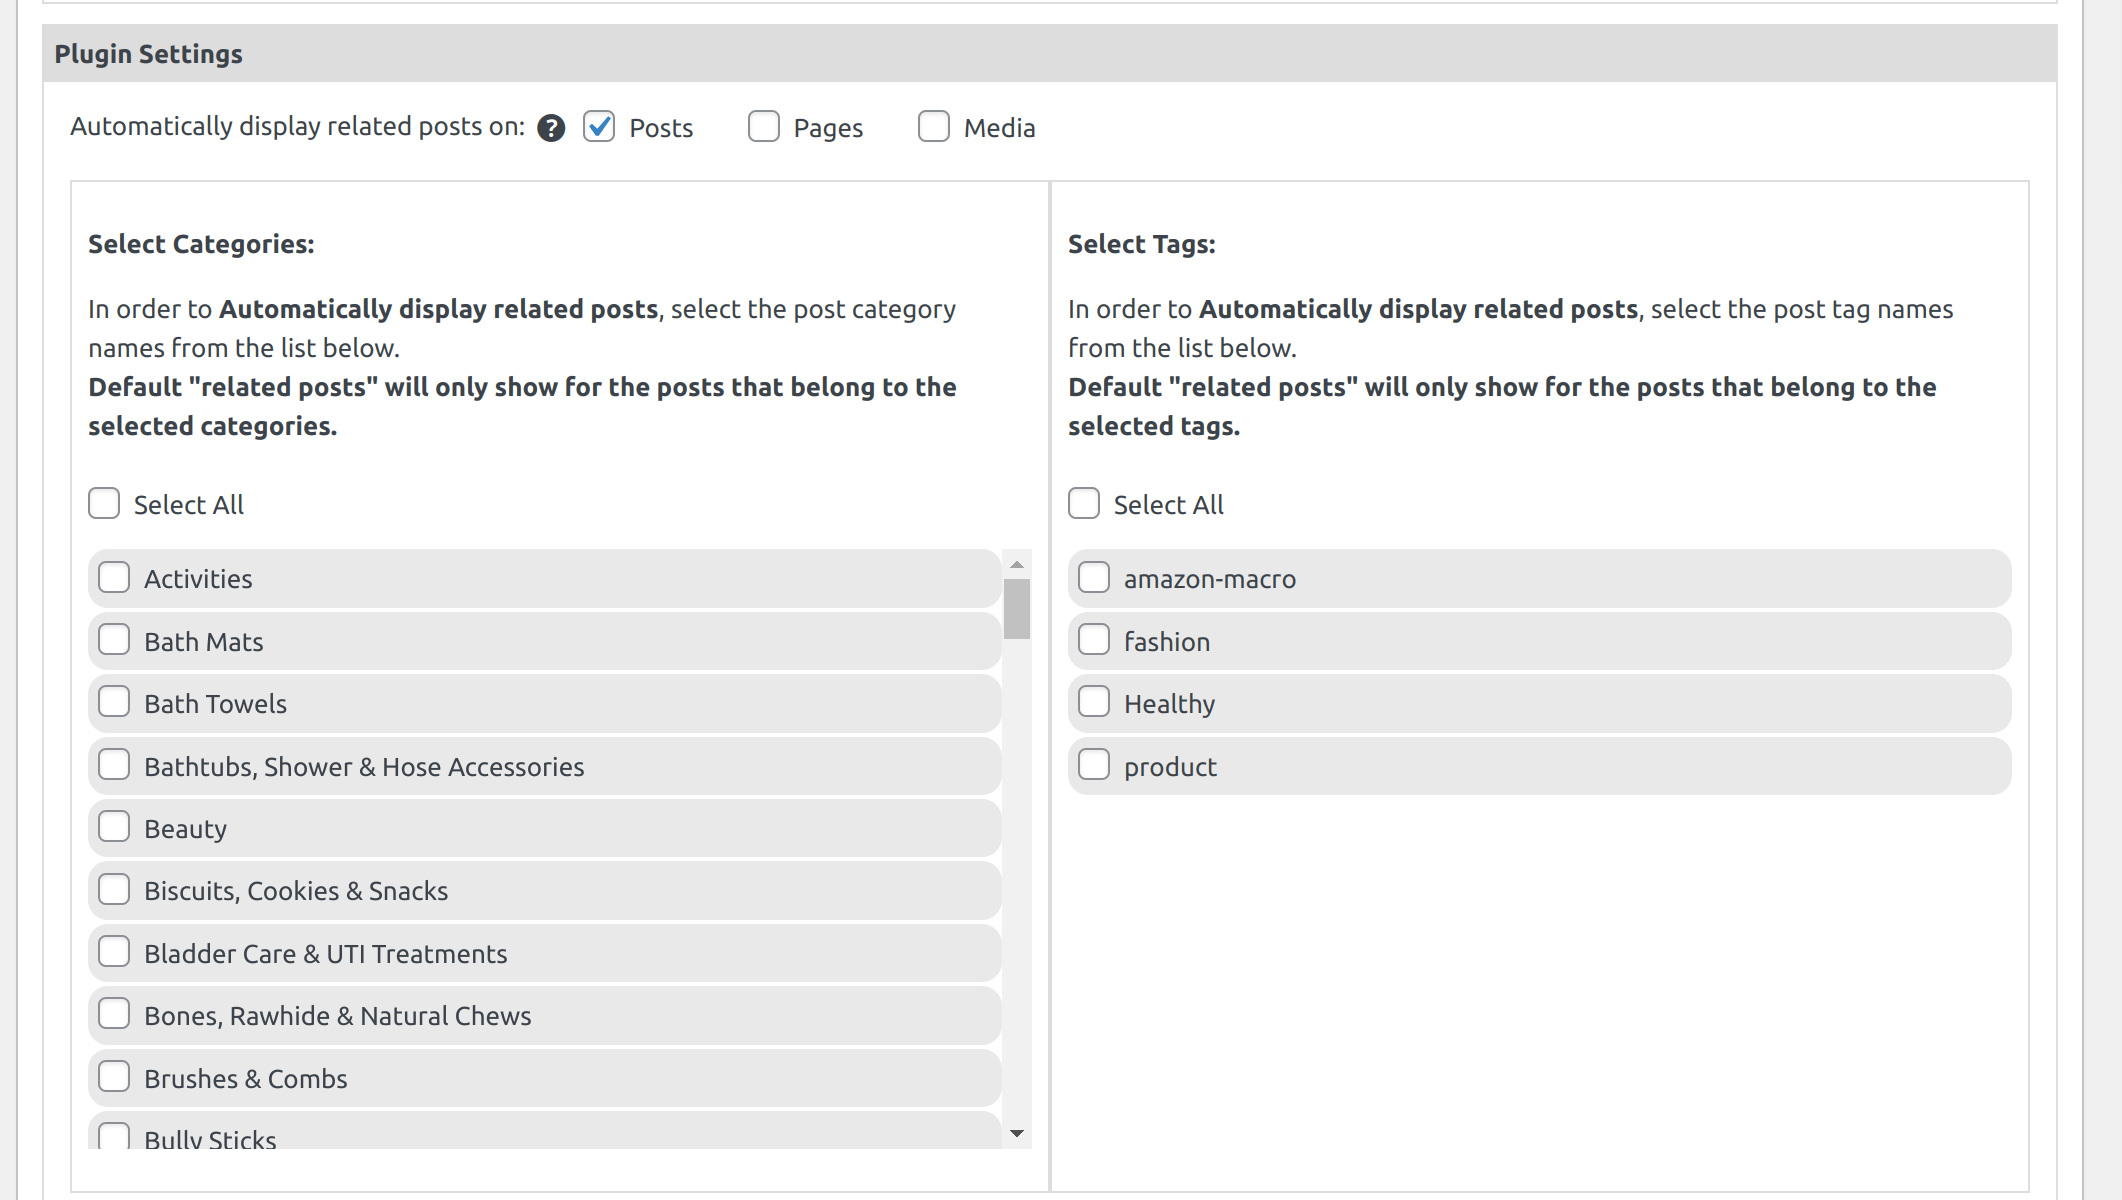 Plugin Settings
Automatically display related posts on: ? Posts Pages Media
Select Categories:
In order to Automatically display related posts, select the post category
names from the list below.
Default "related posts" will only show for the posts that belong to the
selected categories.
Select All
Activities
Bath Mats
Bath Towels
Bathtubs, Shower & Hose Accessories
Beauty
Biscuits, Cookies & Snacks
Bladder Care & UTI Treatments
Bones, Rawhide & Natural Chews
Brushes & Combs
Bully Sticks
Select Tags:
In order to Automatically display related posts, select the post tag names
from the list below.
Default "related posts" will only show for the posts that belong to the
selected tags.
Select All
amazon-macro
fashion
Healthy
product